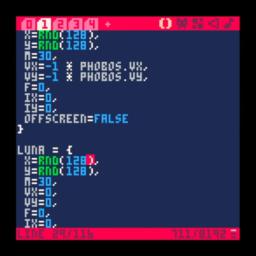 0 1 2 3 4 +
X=RND(128),
Y=RND(128),
M=30,
VX=-1 * PHOBOS.VX,
VY=-1 * PHOBOS.VY,
F=0,
IX=0,
IY=0,
OFFSCREEN=FALSE
}
LUNA = {
X=RND(128),
Y=RND(128),
M=30,
VX=0,
VY=0,
F=0,
IX=0,
LINE 29/116 711/8192